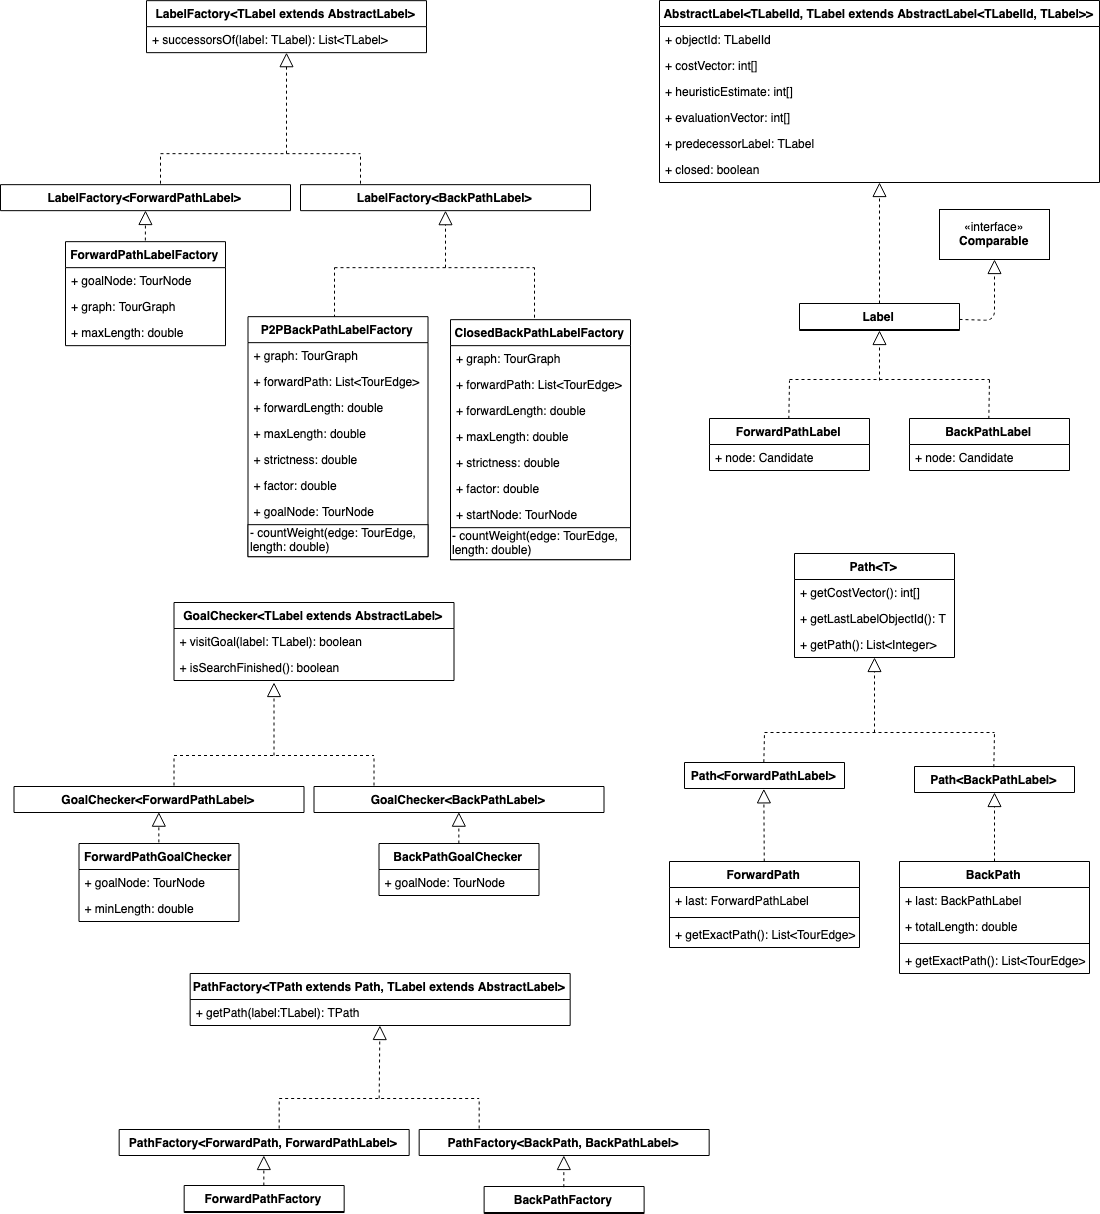 LabelFactory<TLabel extends AbstractLabel>
+ successorsOf(label: TLabel): List<TLabel>
LabelFactory<ForwardPathLabel>
LabelFactory<BackPathLabel>
ForwardPathLabelFactory
+ goalNode: TourNode
+ graph: TourGraph
+ maxLength: double
P2PBackPathLabelFactory
+ graph: TourGraph
+ forwardPath: List<TourEdge>
+ forwardLength: double
+ maxLength: double
+ strictness: double
+ factor: double
+ goalNode: TourNode
- countWeight(edge: TourEdge,
length: double)
ClosedBackPathLabelFactory
+ graph: TourGraph
+ forwardPath: List<TourEdge>
+ forwardLength: double
+ maxLength: double
+ strictness: double
+ factor: double
+ startNode: TourNode
- countWeight(edge: TourEdge,
length: double)
AbstractLabel<TLabelId, TLabel extends AbstractLabel<TLabelId, TLabel>>
+ objectId: TLabelId
+ costVector: int[]
+ heuristicEstimate: int[]
+ evaluationVector: int[]
+ predecessorLabel: TLabel
+ closed: boolean
«interface»
Comparable
Label
ForwardPathLabel
+ node: Candidate
BackPathLabel
+ node: Candidate
GoalChecker<TLabel extends AbstractLabel>
+ visitGoal(label: TLabel): boolean
+ isSearchFinished(): boolean
GoalChecker<ForwardPathLabel>
GoalChecker<BackPathLabel>
ForwardPathGoalChecker
+ goalNode: TourNode
+ minLength: double
BackPathGoalChecker
+ goalNode: TourNode
Path<T>
+ getCostVector(): int[]
+ getLastLabelObjectId(): T
+ getPath(): List<Integer>
Path<ForwardPathLabel>
Path<BackPathLabel>
ForwardPath
+ last: ForwardPathLabel
+ getExactPath(): List<TourEdge>
BackPath
+ last: BackPathLabel
+ totalLength: double
+ getExactPath(): List<TourEdge>
PathFactory<TPath extends Path, TLabel extends AbstractLabel>
+ getPath(label:TLabel): TPath
PathFactory<ForwardPath, ForwardPathLabel>
PathFactory<BackPath, BackPathLabel>
ForwardPathFactory
BackPathFactory